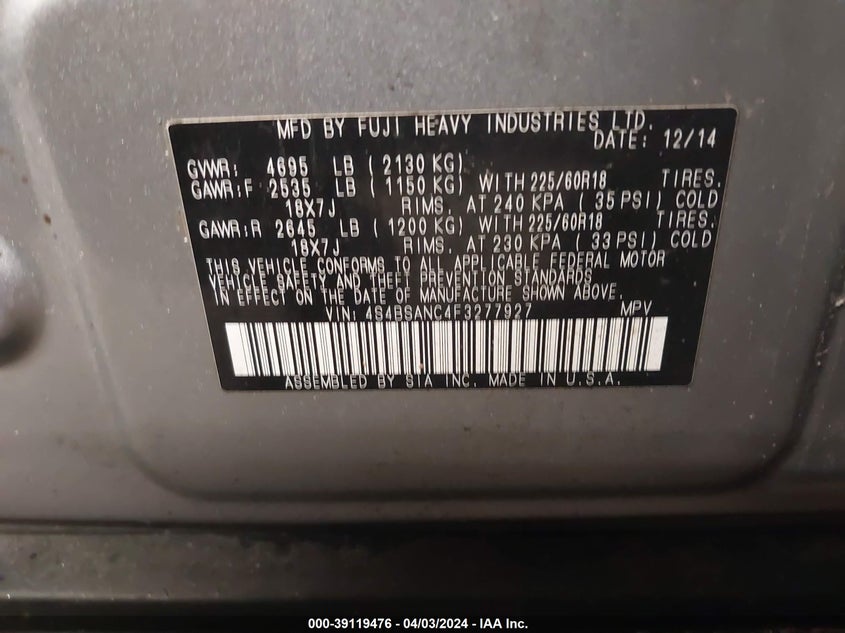 MFD BY FUJI HEAVY INDUSTRIES LTD.
DATE: 12/14
GVWR: 4695 LB (2130 KG)
GAWR:F 2535 LB (1150 KG) WITH 225/60R18 TIRES.
18X7J RIMS. AT 240 KPA (35 PSI) COLD
GAWR:R 2645 LB (1200 KG) WITH 225/60R18 TIRES.
18X7J RIMS. AT 230 KPA (33 PSI) COLD
THIS VEHICLE CONFORMS TO ALL APPLICABLE FEDERAL MOTOR
VEHICLE SAFETY AND THEFT PREVENTION STANDARDS
IN EFFECT ON THE DATE OF MANUFACTURE SHOWN ABOVE.
VIN: 4S4BSANC4F3277927 MPV
ASSEMBLED BY SIA INC. MADE IN U.S.A.
000-39119476 - 04/03/2024 - IAA Inc.